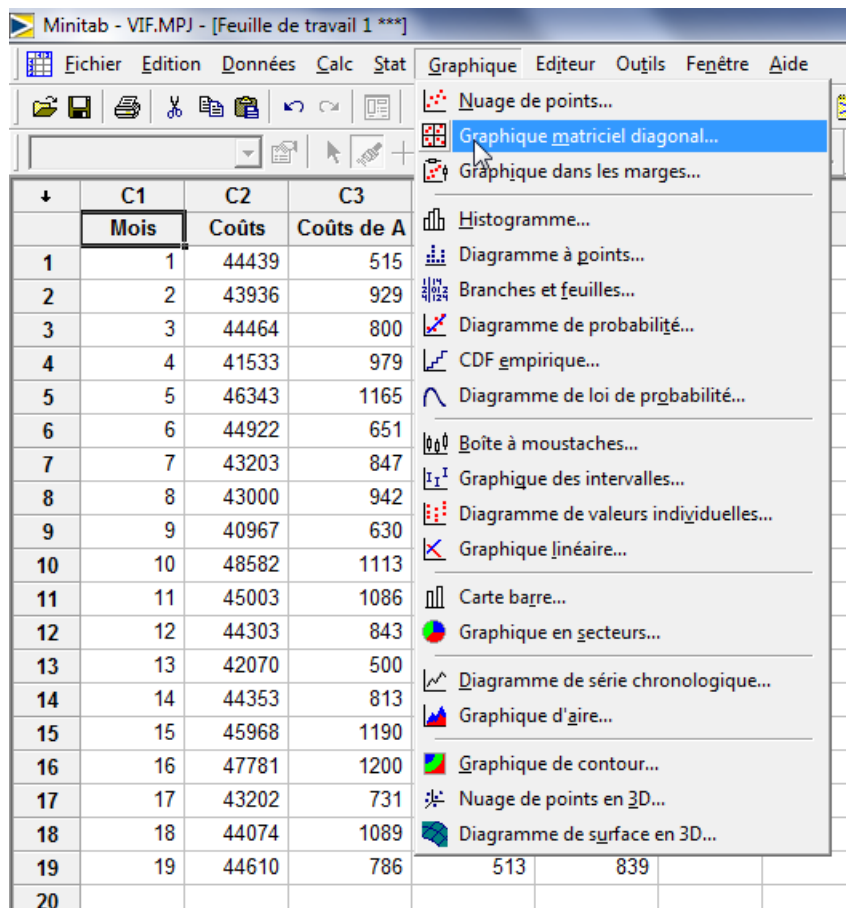 Minitab - VIF.MPJ - [Feuille de travail 1 ***]
Fichier Edition Données Calc Stat Graphique Editeur Outils Fenêtre Aide
Nuage de points...
Graphique matriciel diagonal...
Graphique dans les marges...
Histogramme...
Diagramme à points...
Branches et feuilles...
Diagramme de probabilité...
CDF empirique...
Diagramme de loi de probabilité...
Boîte à moustaches...
Graphique des intervalles...
Diagramme de valeurs individuelles...
Graphique linéaire...
Carte barre...
Graphique en secteurs...
Diagramme de série chronologique...
Graphique d'aire...
Graphique de contour...
Nuage de points en 3D...
Diagramme de surface en 3D...
C1 C2 C3
Mois Coûts Coûts de A
1 1 44439 515
2 2 43936 929
3 3 44464 800
4 4 41533 979
5 5 46343 1165
6 6 44922 651
7 7 43203 847
8 8 43000 942
9 9 40967 630
10 10 48582 1113
11 11 45003 1086
12 12 44303 843
13 13 42070 500
14 14 44353 813
15 15 45968 1190
16 16 47781 1200
17 17 43202 731
18 18 44074 1089
19 19 44610 786 513 839
20